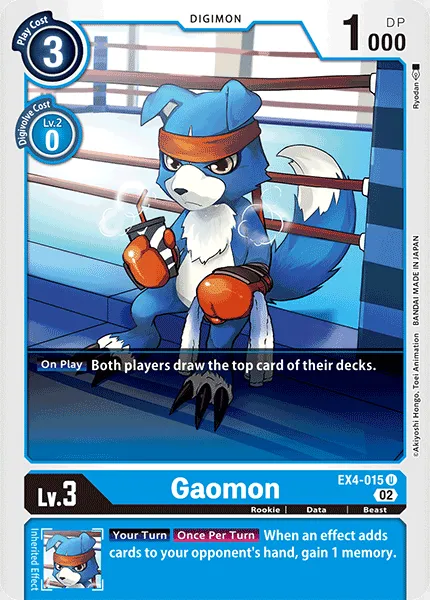 DIGIMON
Play Cost
3
1000
DP
Digivolve Cost
Lv.2
0
Ryodan
©Akiyoshi Hongo, Toei Animation BANDAI MADE IN JAPAN
On Play Both players draw the top card of their decks.
EX4-015 U
Lv.3
Gaomon
02
Rookie | Data | Beast
Inherited Effect
Your Turn Once Per Turn When an effect adds
cards to your opponent's hand, gain 1 memory.